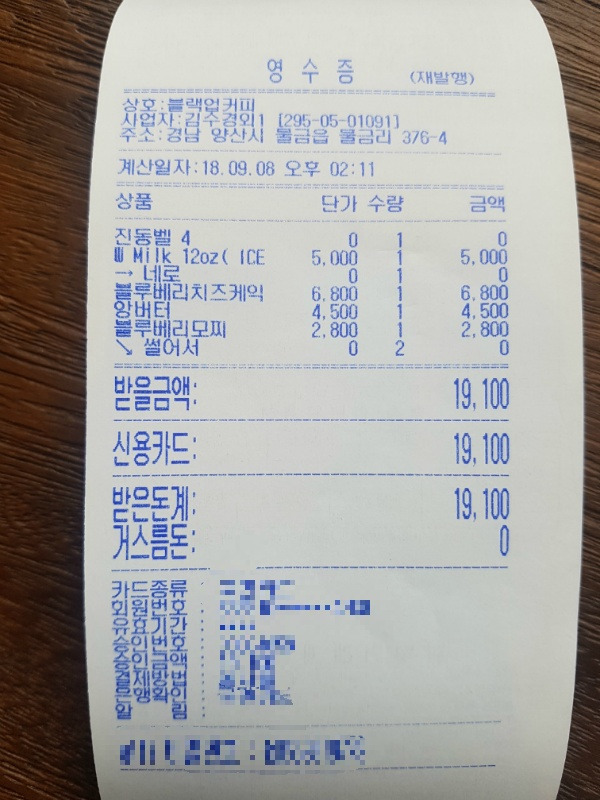 영 수 증 (재발행)
상호:블랙업커피
사업자:김수경외1 [295-05-01091]
주소:경남 양산시 물금읍 물금리 376-4
계산일자:18.09.08 오후 02:11
상품 단가 수량 금액
진동벨 4 0 1 0
Milk 12oz( ICE 5,000 1 5,000
→ 네로 0 1 0
블루베리치즈케익 6,800 1 6,800
앙버터 4,500 1 4,500
블루베리모찌 2,800 1 2,800
↘ 썰어서 0 2 0
받을금액: 19,100
신용카드: 19,100
받은돈계: 19,100
거스름돈: 0
카드종류 :
회원번호 :
유효기간 :
승인번호 :
승인금액 :
결제방법 :
은행확인 :
알 림 :